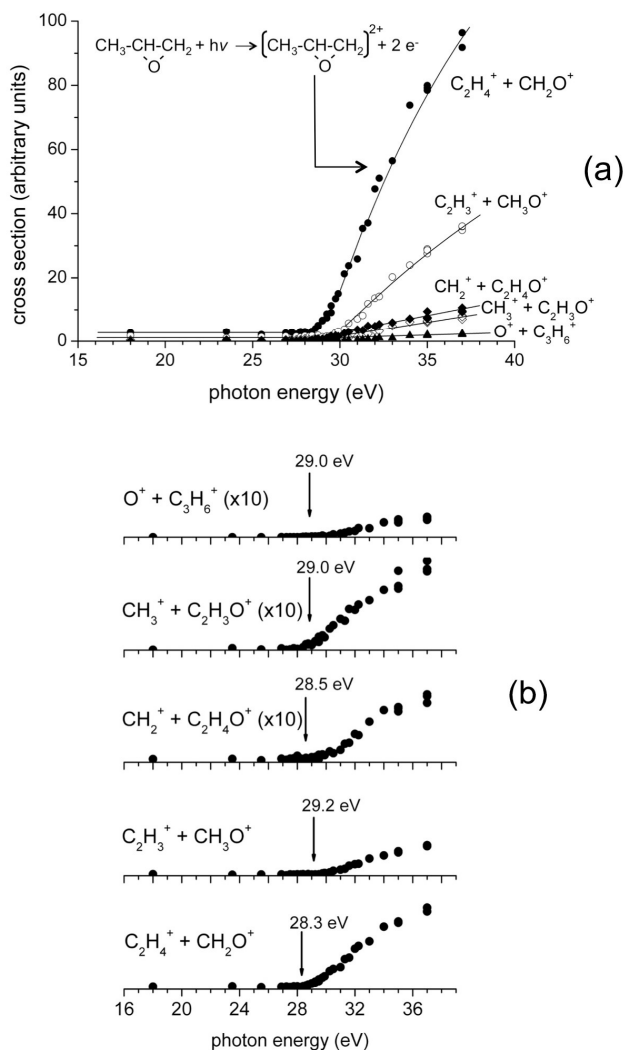 CH₃-CH-CH₂ + hν → [CH₃-CH-CH₂]²⁺ + 2 e⁻
O O
C₂H₄⁺ + CH₂O⁺
(a)
C₂H₃⁺ + CH₃O⁺
CH₂⁺ + C₂H₄O⁺
CH₃⁺ + C₂H₃O⁺
O⁺ + C₃H₆⁺
cross section (arbitrary units)
100
80
60
40
20
0
15 20 25 30 35 40
photon energy (eV)
29.0 eV
O⁺ + C₃H₆⁺ (x10)
29.0 eV
CH₃⁺ + C₂H₃O⁺ (x10)
28.5 eV
(b)
CH₂⁺ + C₂H₄O⁺ (x10)
29.2 eV
C₂H₃⁺ + CH₃O⁺
28.3 eV
C₂H₄⁺ + CH₂O⁺
16 20 24 28 32 36
photon energy (eV)